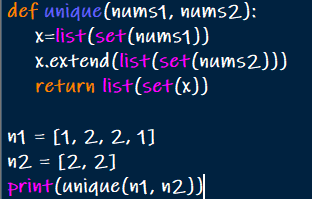 def unique(nums1, nums2):
    x=list(set(nums1))
    x.extend(list(set(nums2)))
    return list(set(x))

n1 = [1, 2, 2, 1]
n2 = [2, 2]
print(unique(n1, n2))